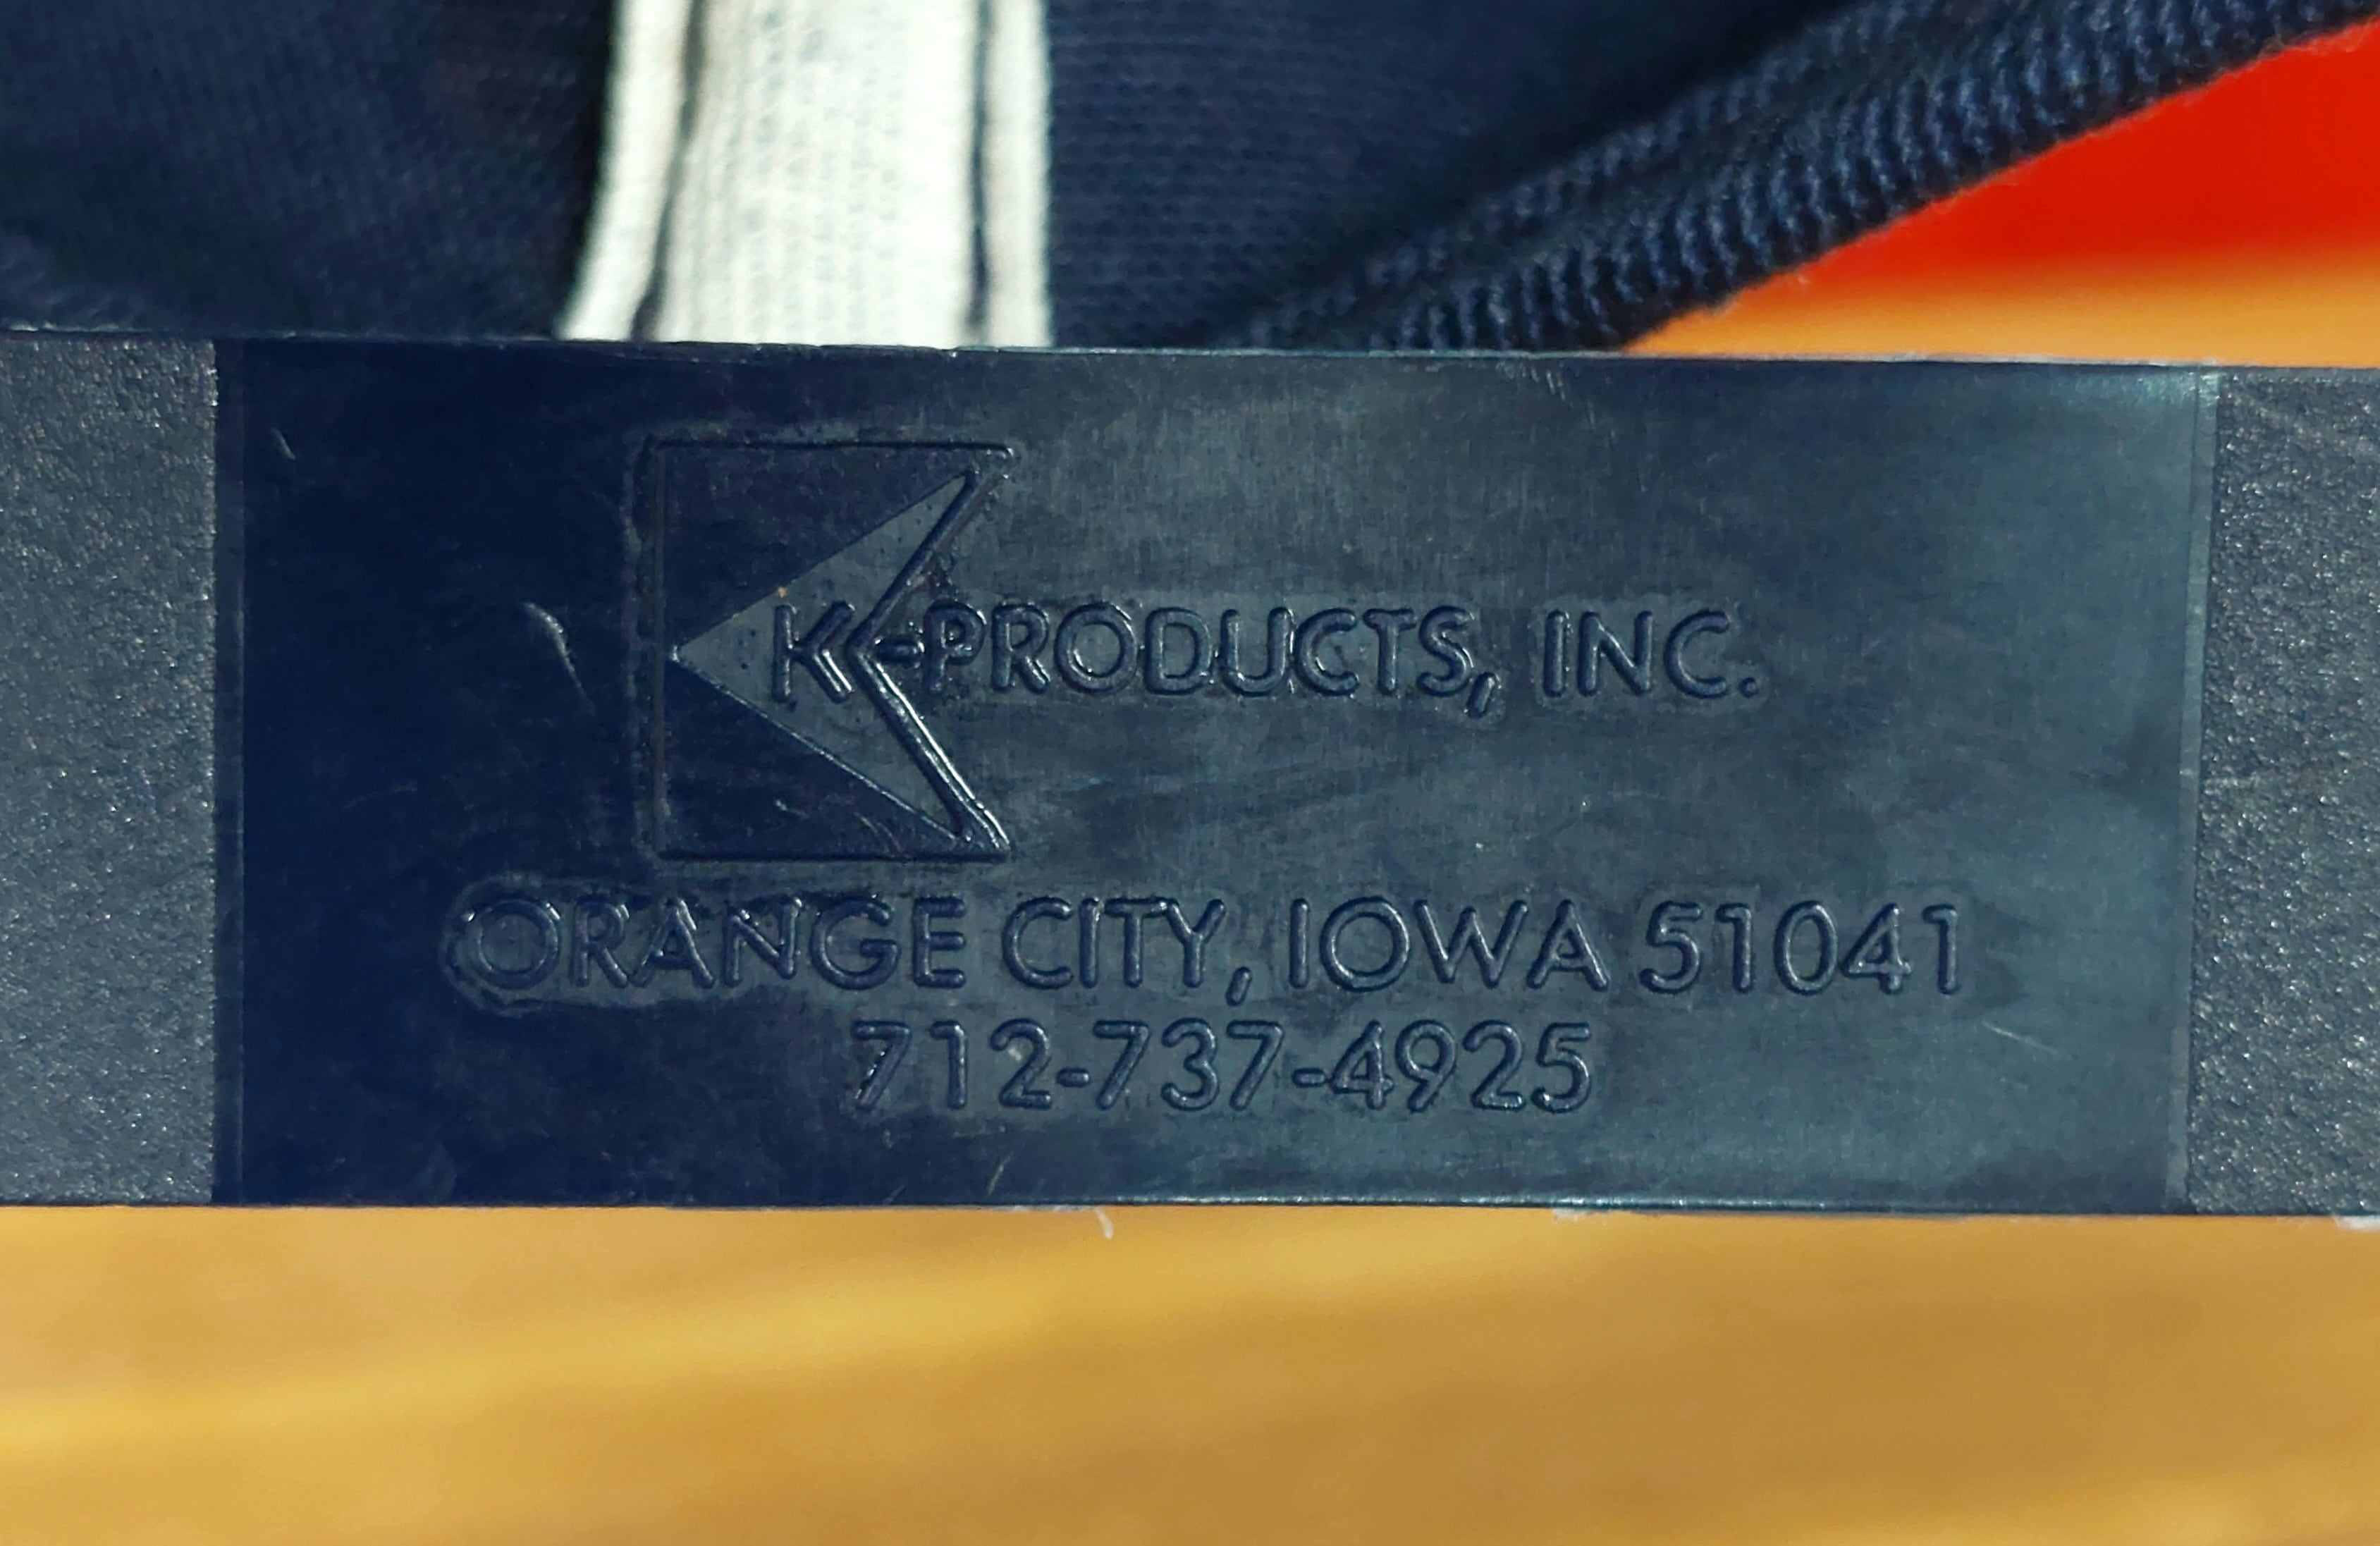 K-PRODUCTS, INC.
ORANGE CITY, IOWA 51041
712-737-4925